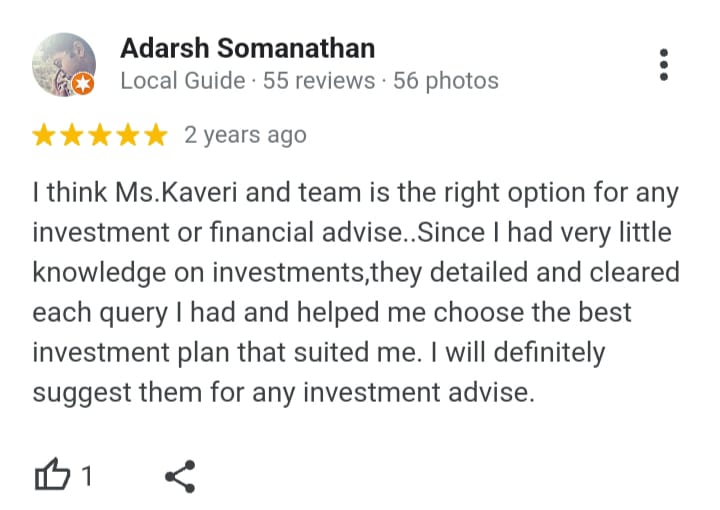 Adarsh Somanathan
Local Guide · 55 reviews · 56 photos
2 years ago
I think Ms.Kaveri and team is the right option for any
investment or financial advise..Since I had very little
knowledge on investments,they detailed and cleared
each query I had and helped me choose the best
investment plan that suited me. I will definitely
suggest them for any investment advise.
1